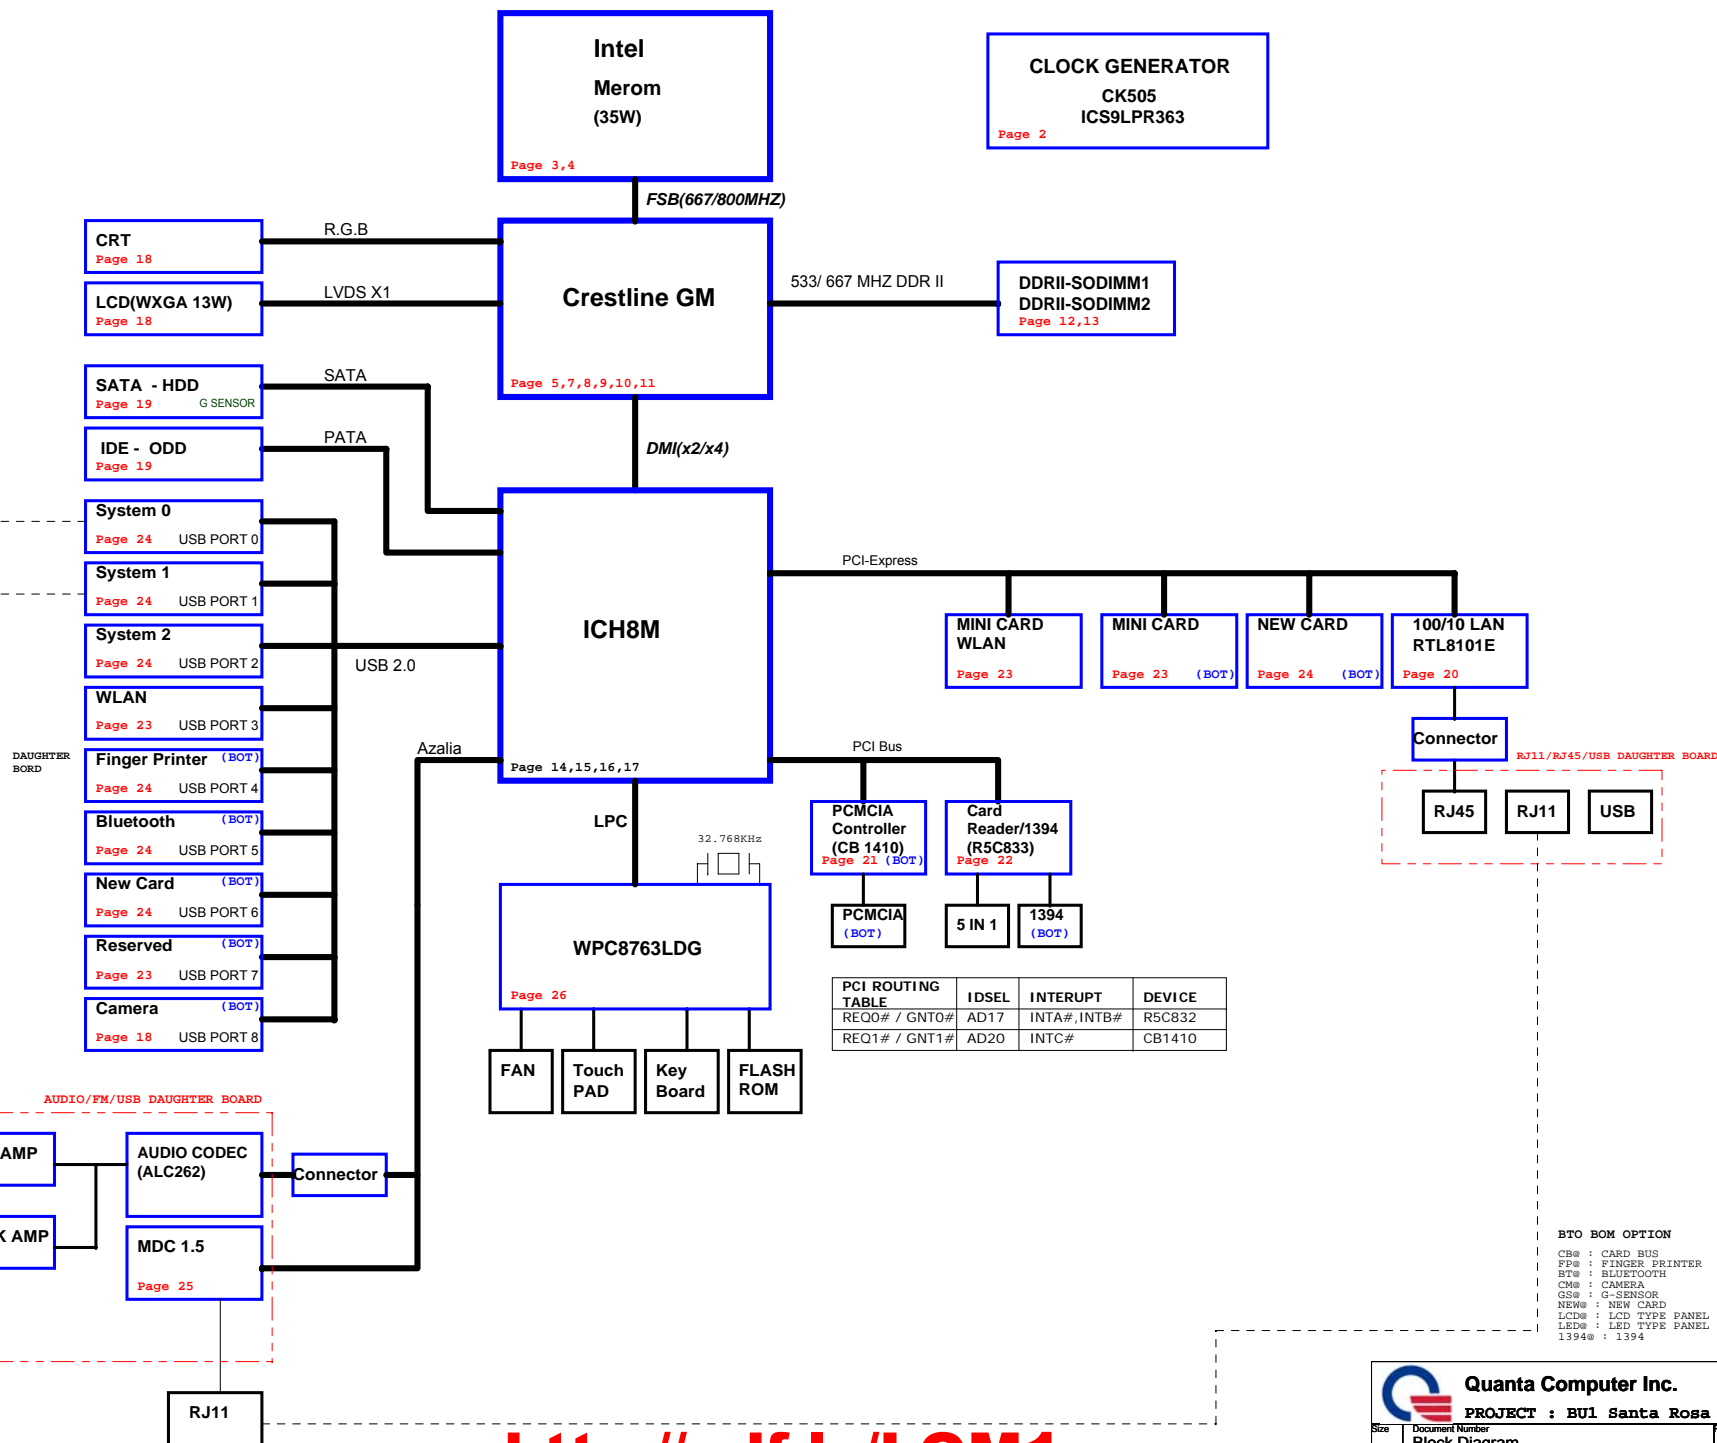 Intel
Merom
(35W)
Page 3,4
CLOCK GENERATOR
CK505
ICS9LPR363
Page 2
FSB(667/800MHZ)
CRT
Page 18
R.G.B
LCD(WXGA 13W)
Page 18
LVDS X1
Crestline GM
Page 5,7,8,9,10,11
533/ 667 MHZ DDR II
DDRII-SODIMM1
DDRII-SODIMM2
Page 12,13
SATA - HDD
Page 19 G SENSOR
SATA
IDE - ODD
Page 19
PATA
DMI(x2/x4)
System 0
Page 24 USB PORT 0
System 1
Page 24 USB PORT 1
System 2
Page 24 USB PORT 2
USB 2.0
WLAN
Page 23 USB PORT 3
DAUGHTER
BORD
Finger Printer (BOT)
Page 24 USB PORT 4
Bluetooth (BOT)
Page 24 USB PORT 5
New Card (BOT)
Page 24 USB PORT 6
Reserved (BOT)
Page 23 USB PORT 7
Camera (BOT)
Page 18 USB PORT 8
ICH8M
Page 14,15,16,17
Azalia
PCI-Express
MINI CARD
WLAN
Page 23
MINI CARD
Page 23 (BOT)
NEW CARD
Page 24 (BOT)
100/10 LAN
RTL8101E
Page 20
Connector
RJ11/RJ45/USB DAUGHTER BOARD
RJ45
RJ11
USB
PCI Bus
PCMCIA
Controller
(CB 1410)
Page 21 (BOT)
Card
Reader/1394
(R5C833)
Page 22
PCMCIA
(BOT)
5 IN 1
1394
(BOT)
LPC
32.768KHz
WPC8763LDG
Page 26
FAN
Touch
PAD
Key
Board
FLASH
ROM
PCI ROUTING
TABLE IDSEL INTERUPT DEVICE
REQ0# / GNT0# AD17 INTA#,INTB# R5C832
REQ1# / GNT1# AD20 INTC# CB1410
AUDIO/FM/USB DAUGHTER BOARD
AMP
AUDIO CODEC
(ALC262)
Connector
AMP
MDC 1.5
Page 25
RJ11
BTO BOM OPTION
CB@ : CARD BUS
FP@ : FINGER PRINTER
BT@ : BLUETOOTH
CM@ : CAMERA
GS@ : G-SENSOR
NEW@ : NEW CARD
LCD@ : LCD TYPE PANEL
LED@ : LED TYPE PANEL
1394@ : 1394
Quanta Computer Inc.
PROJECT : BU1 Santa Rosa
Size Document Number
Block Diagram